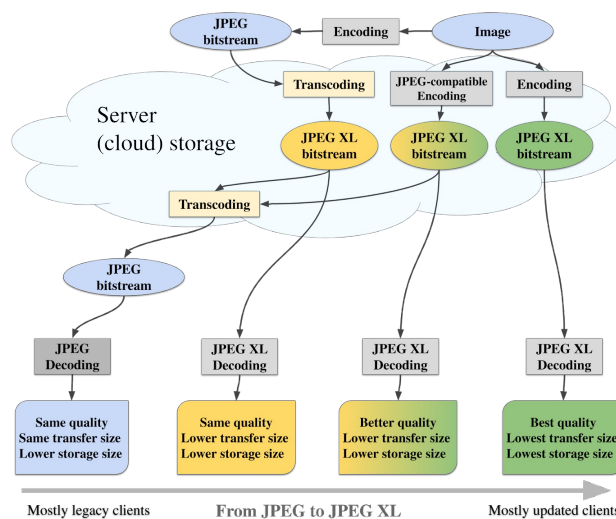 JPEG
bitstream
Encoding
Image
Transcoding
JPEG-compatible
Encoding
Encoding
Server
(cloud) storage
JPEG XL
bitstream
JPEG XL
bitstream
JPEG XL
bitstream
Transcoding
JPEG
bitstream
JPEG
Decoding
JPEG XL
Decoding
JPEG XL
Decoding
JPEG XL
Decoding
Same quality
Same transfer size
Lower storage size
Same quality
Lower transfer size
Lower storage size
Better quality
Lower transfer size
Lower storage size
Best quality
Lowest transfer size
Lowest storage size
Mostly legacy clients
From JPEG to JPEG XL
Mostly updated clients